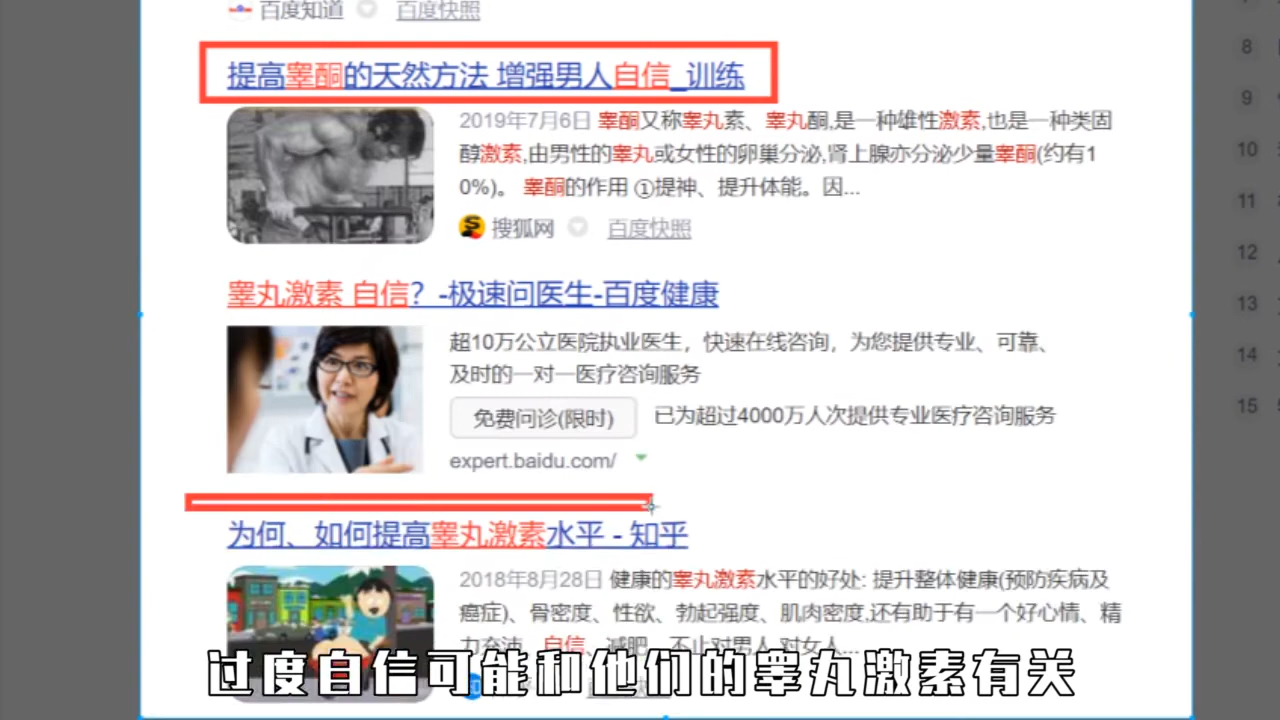 百度知道 百度快照
提高睾酮的天然方法 增强男人自信_训练
2019年7月6日 睾酮又称睾丸素、睾丸酮,是一种雄性激素,也是一种类固
醇激素,由男性的睾丸或女性的卵巢分泌,肾上腺亦分泌少量睾酮(约有1
0%)。 睾酮的作用 ①提神、提升体能。因...
搜狐网 百度快照
睾丸激素 自信? -极速问医生-百度健康
超10万公立医院执业医生，快速在线咨询，为您提供专业、可靠、
及时的一对一医疗咨询服务
免费问诊(限时) 已为超过4000万人次提供专业医疗咨询服务
expert.baidu.com/
为何、如何提高睾丸激素水平 - 知乎
2018年8月28日 健康的睾丸激素水平的好处: 提升整体健康(预防疾病及
癌症)、骨密度、性欲、勃起强度、肌肉密度,还有助于有一个好心情、精
力充沛、自信、减肥。不止对男人,对女人...
过度自信可能和他们的睾丸激素有关
8
9
10
11
12
13
14
15